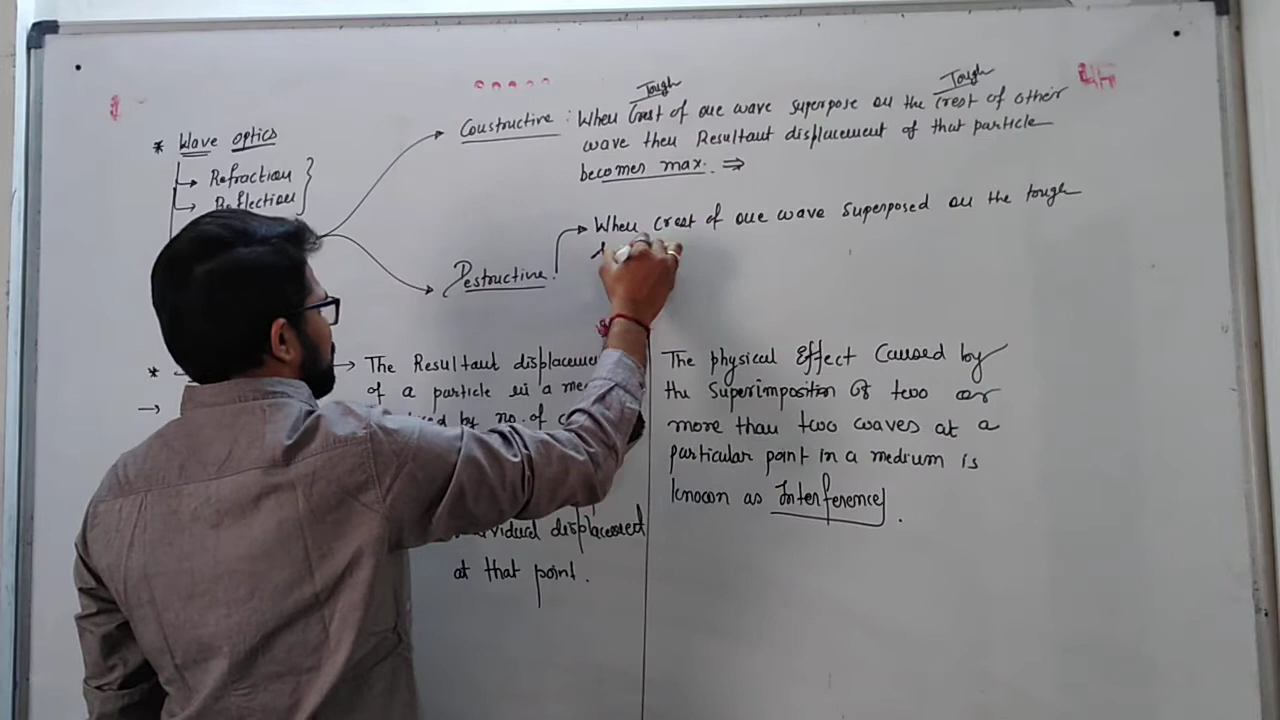 * Wave optics
Refraction
Reflection
Tough Tough
Constructive : When Crest of one wave superpose on the crest of other
wave then Resultant displacement of that particle
becomes max. ⇒
Destructive.
When crest of one wave superposed on the tough
*
→ The Resultant displaceme
of a particle in a me
by no. of
individual displacement
at that point.
The physical Effect Caused by
the Superimposition Of two or
more than two waves at a
particular point in a medium is
known as Interference.